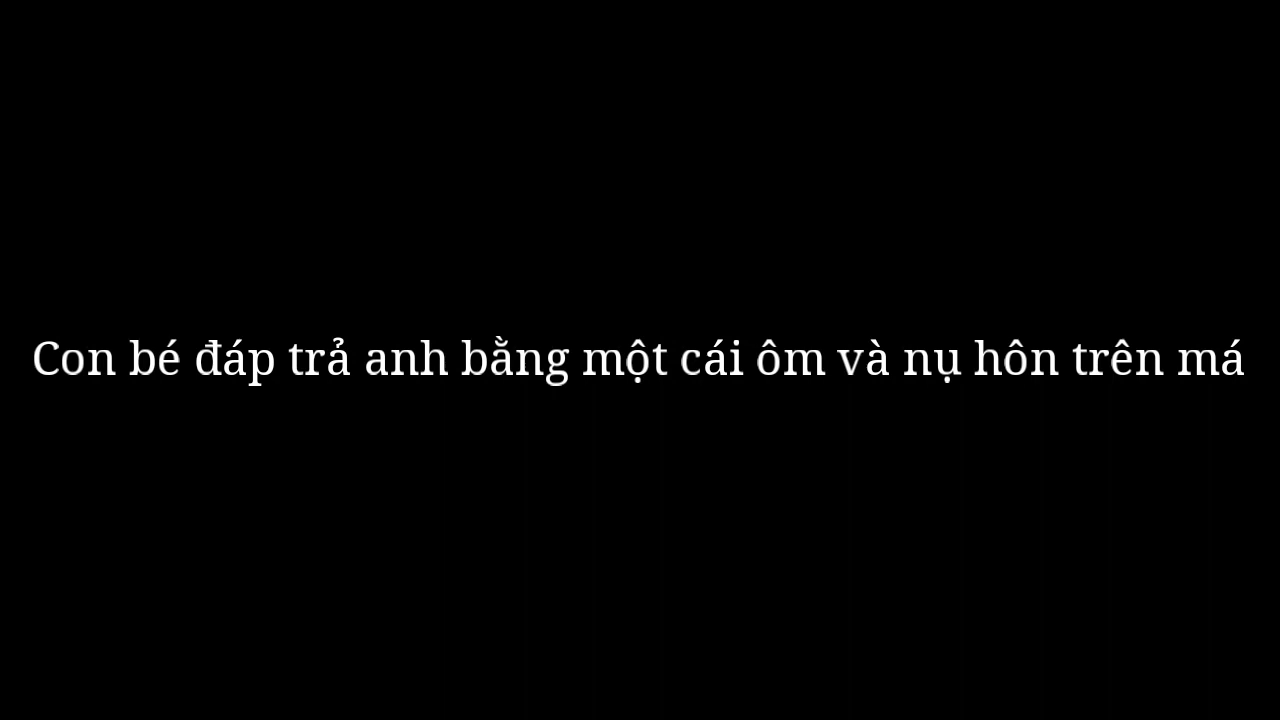 Con bé đáp trả anh bằng một cái ôm và nụ hôn trên má